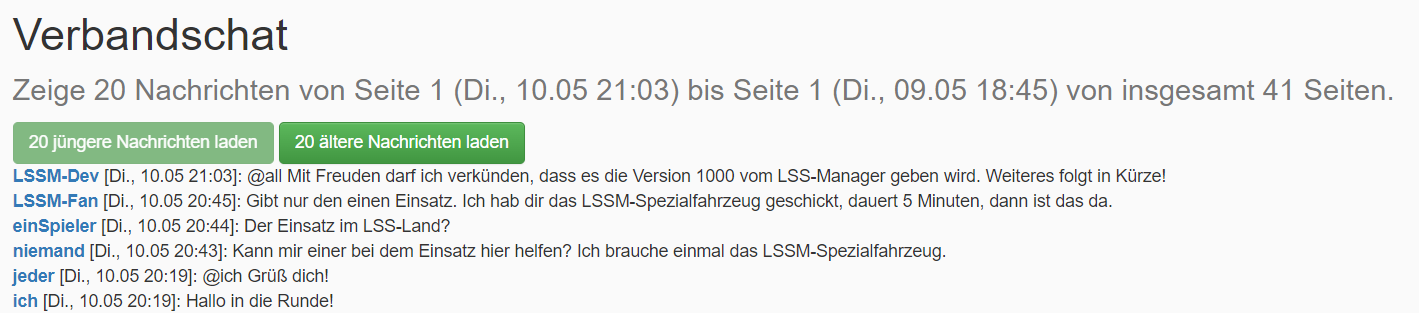 Verbandschat
Zeige 20 Nachrichten von Seite 1 (Di., 10.05 21:03) bis Seite 1 (Di., 09.05 18:45) von insgesamt 41 Seiten.
20 jüngere Nachrichten laden 20 ältere Nachrichten laden
LSSM-Dev [Di., 10.05 21:03]: @all Mit Freuden darf ich verkünden, dass es die Version 1000 vom LSS-Manager geben wird. Weiteres folgt in Kürze!
LSSM-Fan [Di., 10.05 20:45]: Gibt nur den einen Einsatz. Ich hab dir das LSSM-Spezialfahrzeug geschickt, dauert 5 Minuten, dann ist das da.
einSpieler [Di., 10.05 20:44]: Der Einsatz im LSS-Land?
niemand [Di., 10.05 20:43]: Kann mir einer bei dem Einsatz hier helfen? Ich brauche einmal das LSSM-Spezialfahrzeug.
jeder [Di., 10.05 20:19]: @ich Grüß dich!
ich [Di., 10.05 20:19]: Hallo in die Runde!